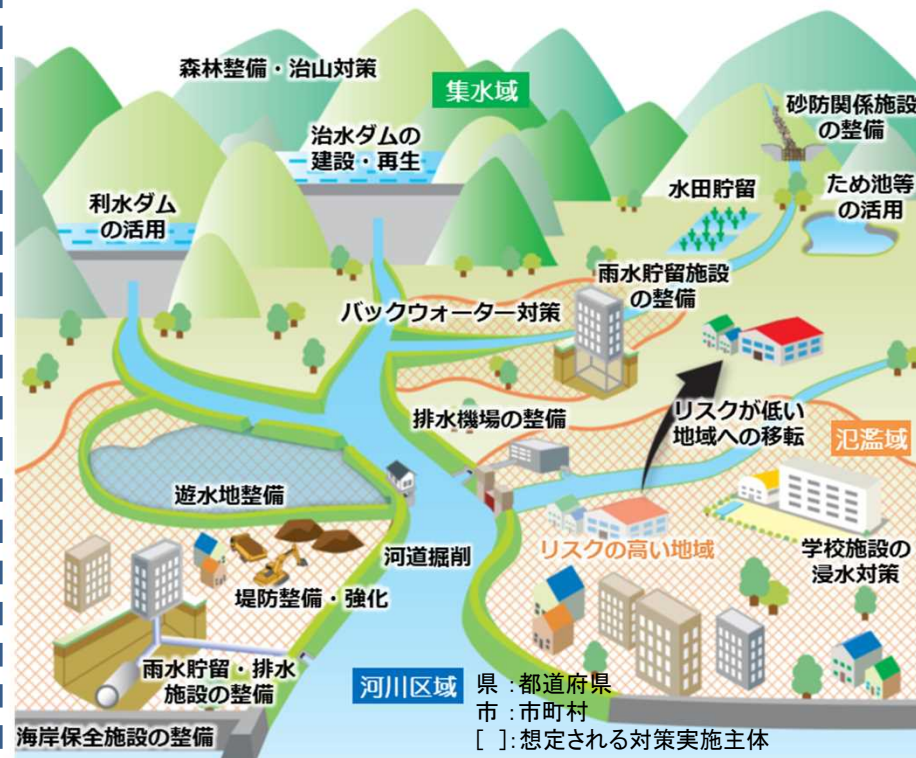 森林整備・治山対策
集水域
砂防関係施設
の整備
治水ダムの
建設・再生
水田貯留
ため池等
の活用
利水ダム
の活用
雨水貯留施設
の整備
バックウォーター対策
排水機場の整備
リスクが低い
地域への移転
氾濫域
遊水地整備
河道掘削
リスクの高い地域
学校施設の
浸水対策
堤防整備・強化
雨水貯留・排水
施設の整備
河川区域
県：都道府県
市：市町村
[ ]：想定される対策実施主体
海岸保全施設の整備